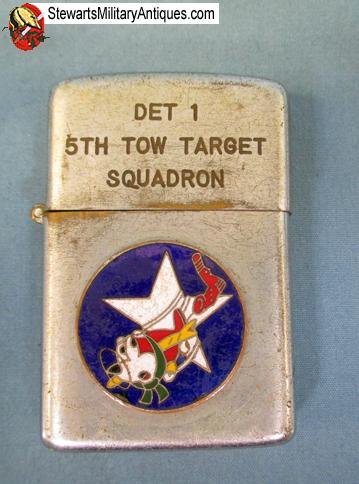 StewartsMilitaryAntiques.com
DET 1
5TH TOW TARGET
SQUADRON